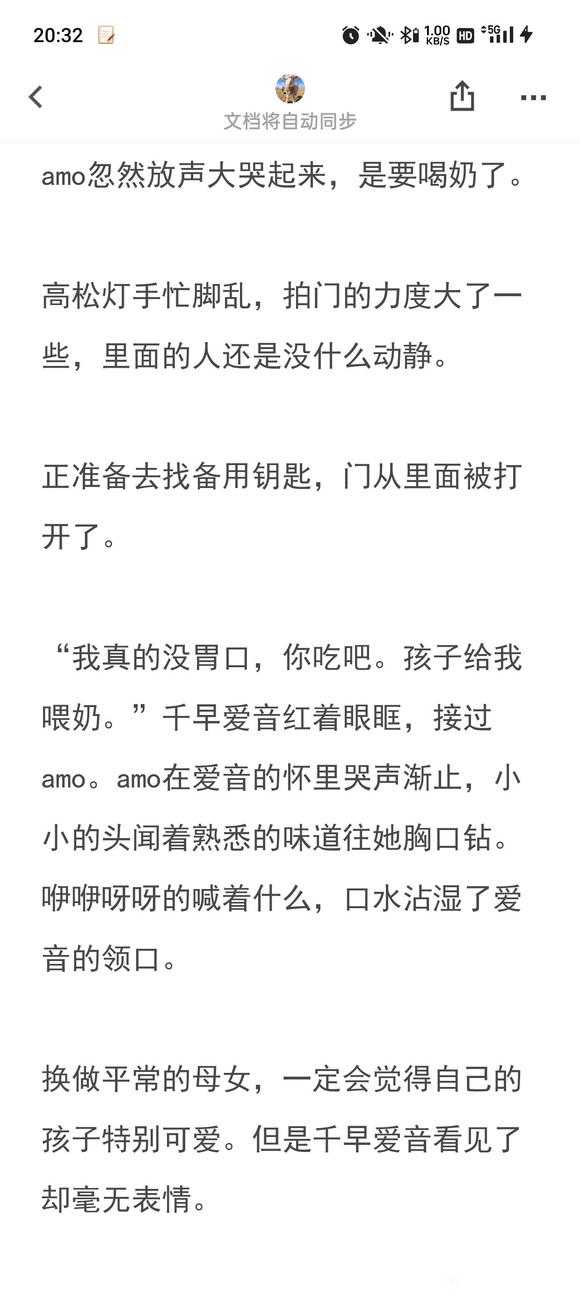 20:32
1.00
KB/S
HD
5G
文档将自动同步
amo忽然放声大哭起来，是要喝奶了。
高松灯手忙脚乱，拍门的力度大了一
些，里面的人还是没什么动静。
正准备去找备用钥匙，门从里面被打
开了。
“我真的没胃口，你吃吧。孩子给我
喂奶。”千早爱音红着眼眶，接过
amo。amo在爱音的怀里哭声渐止，小
小的头闻着熟悉的味道往她胸口钻。
咿咿呀呀的喊着什么，口水沾湿了爱
音的领口。
换做平常的母女，一定会觉得自己的
孩子特别可爱。但是千早爱音看见了
却毫无表情。